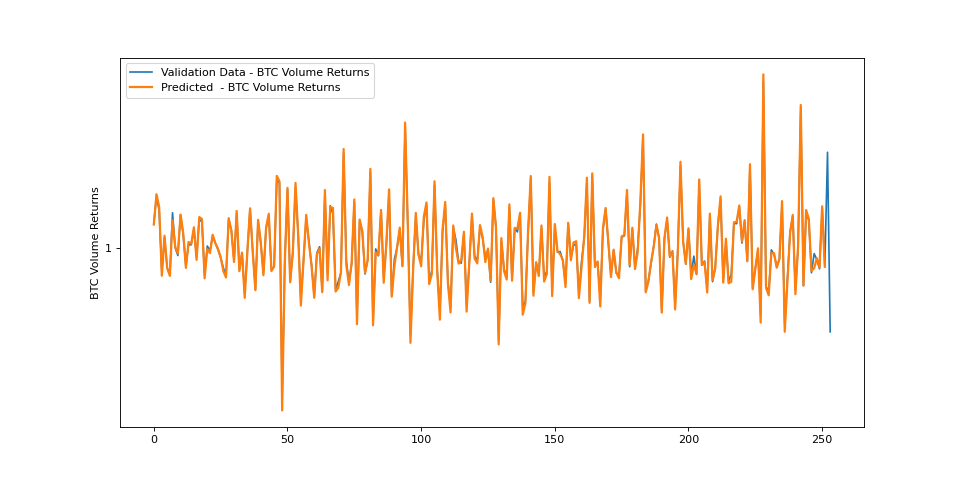 Validation Data - BTC Volume Returns
Predicted  - BTC Volume Returns
BTC Volume Returns
1
0 50 100 150 200 250